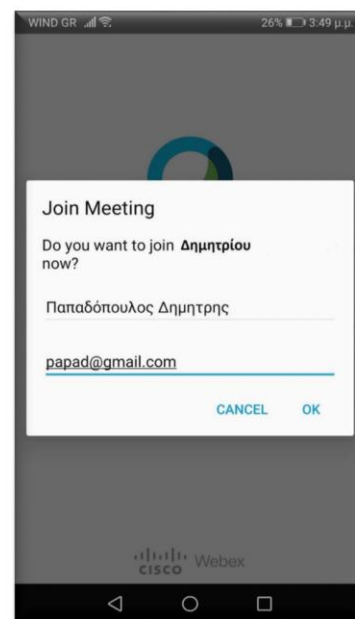 WIND GR 26% 3:49 μ.μ.
Join Meeting
Do you want to join Δημητρίου
now?
Παπαδόπουλος Δημητρης
papad@gmail.com
CANCEL OK
CISCO Webex